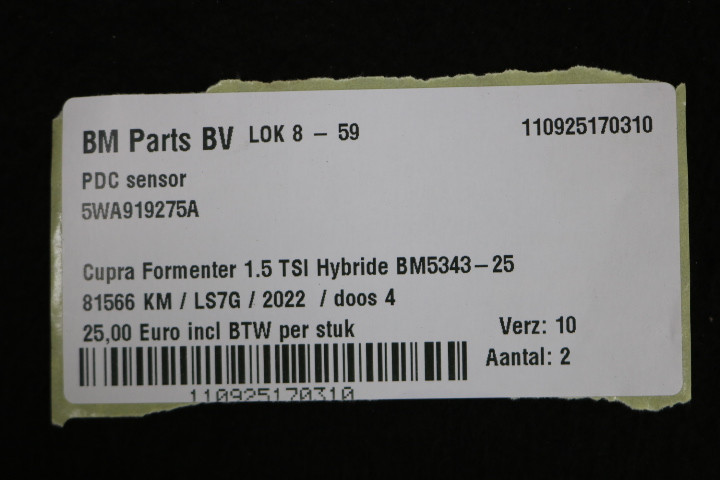 BM Parts BV LOK 8 - 59 110925170310
PDC sensor
5WA919275A
Cupra Formenter 1.5 TSI Hybride BM5343-25
81566 KM / LS7G / 2022 / doos 4
25,00 Euro incl BTW per stuk Verz: 10
Aantal: 2
110925170310